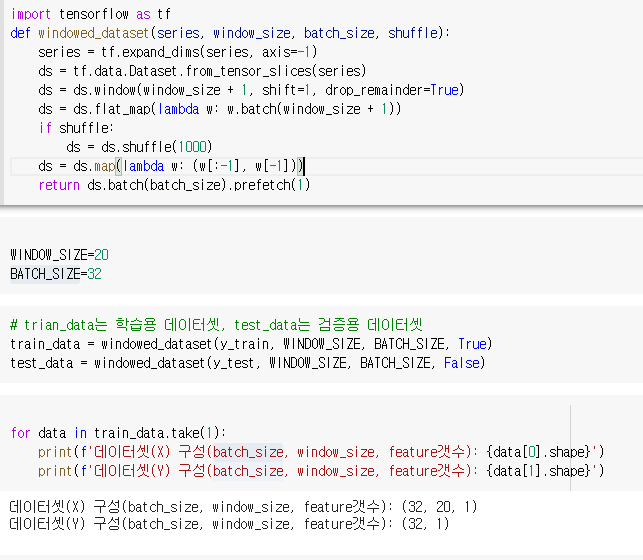 import tensorflow as tf
def windowed_dataset(series, window_size, batch_size, shuffle):
    series = tf.expand_dims(series, axis=-1)
    ds = tf.data.Dataset.from_tensor_slices(series)
    ds = ds.window(window_size + 1, shift=1, drop_remainder=True)
    ds = ds.flat_map(lambda w: w.batch(window_size + 1))
    if shuffle:
        ds = ds.shuffle(1000)
    ds = ds.map(lambda w: (w[:-1], w[-1]))
    return ds.batch(batch_size).prefetch(1)
WINDOW_SIZE=20
BATCH_SIZE=32
# trian_data는 학습용 데이터셋, test_data는 검증용 데이터셋
train_data = windowed_dataset(y_train, WINDOW_SIZE, BATCH_SIZE, True)
test_data = windowed_dataset(y_test, WINDOW_SIZE, BATCH_SIZE, False)
for data in train_data.take(1):
    print(f'데이터셋(X) 구성(batch_size, window_size, feature갯수): {data[0].shape}')
    print(f'데이터셋(Y) 구성(batch_size, window_size, feature갯수): {data[1].shape}')
데이터셋(X) 구성(batch_size, window_size, feature갯수): (32, 20, 1)
데이터셋(Y) 구성(batch_size, window_size, feature갯수): (32, 1)